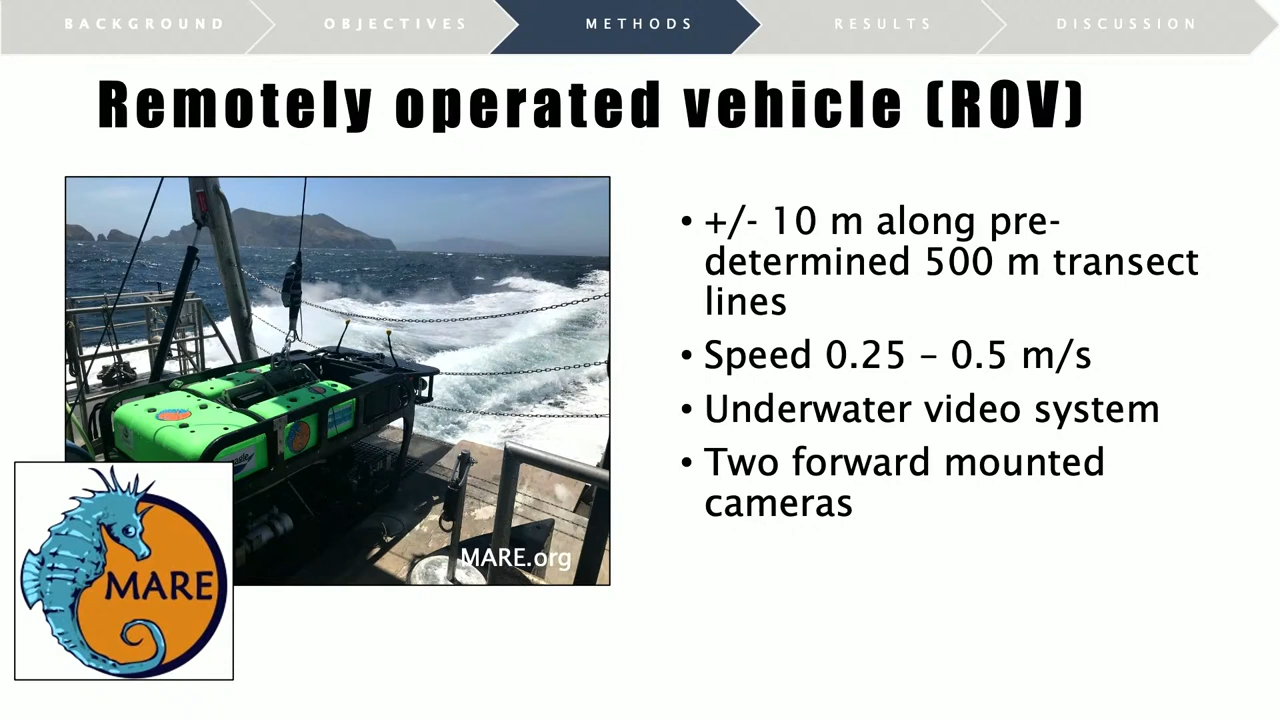 BACKGROUND
OBJECTIVES
METHODS
RESULTS
DISCUSSION
Remotely operated vehicle (ROV)
• +/- 10 m along pre-
determined 500 m transect
lines
• Speed 0.25 – 0.5 m/s
• Underwater video system
• Two forward mounted
cameras
MARE.org
MARE